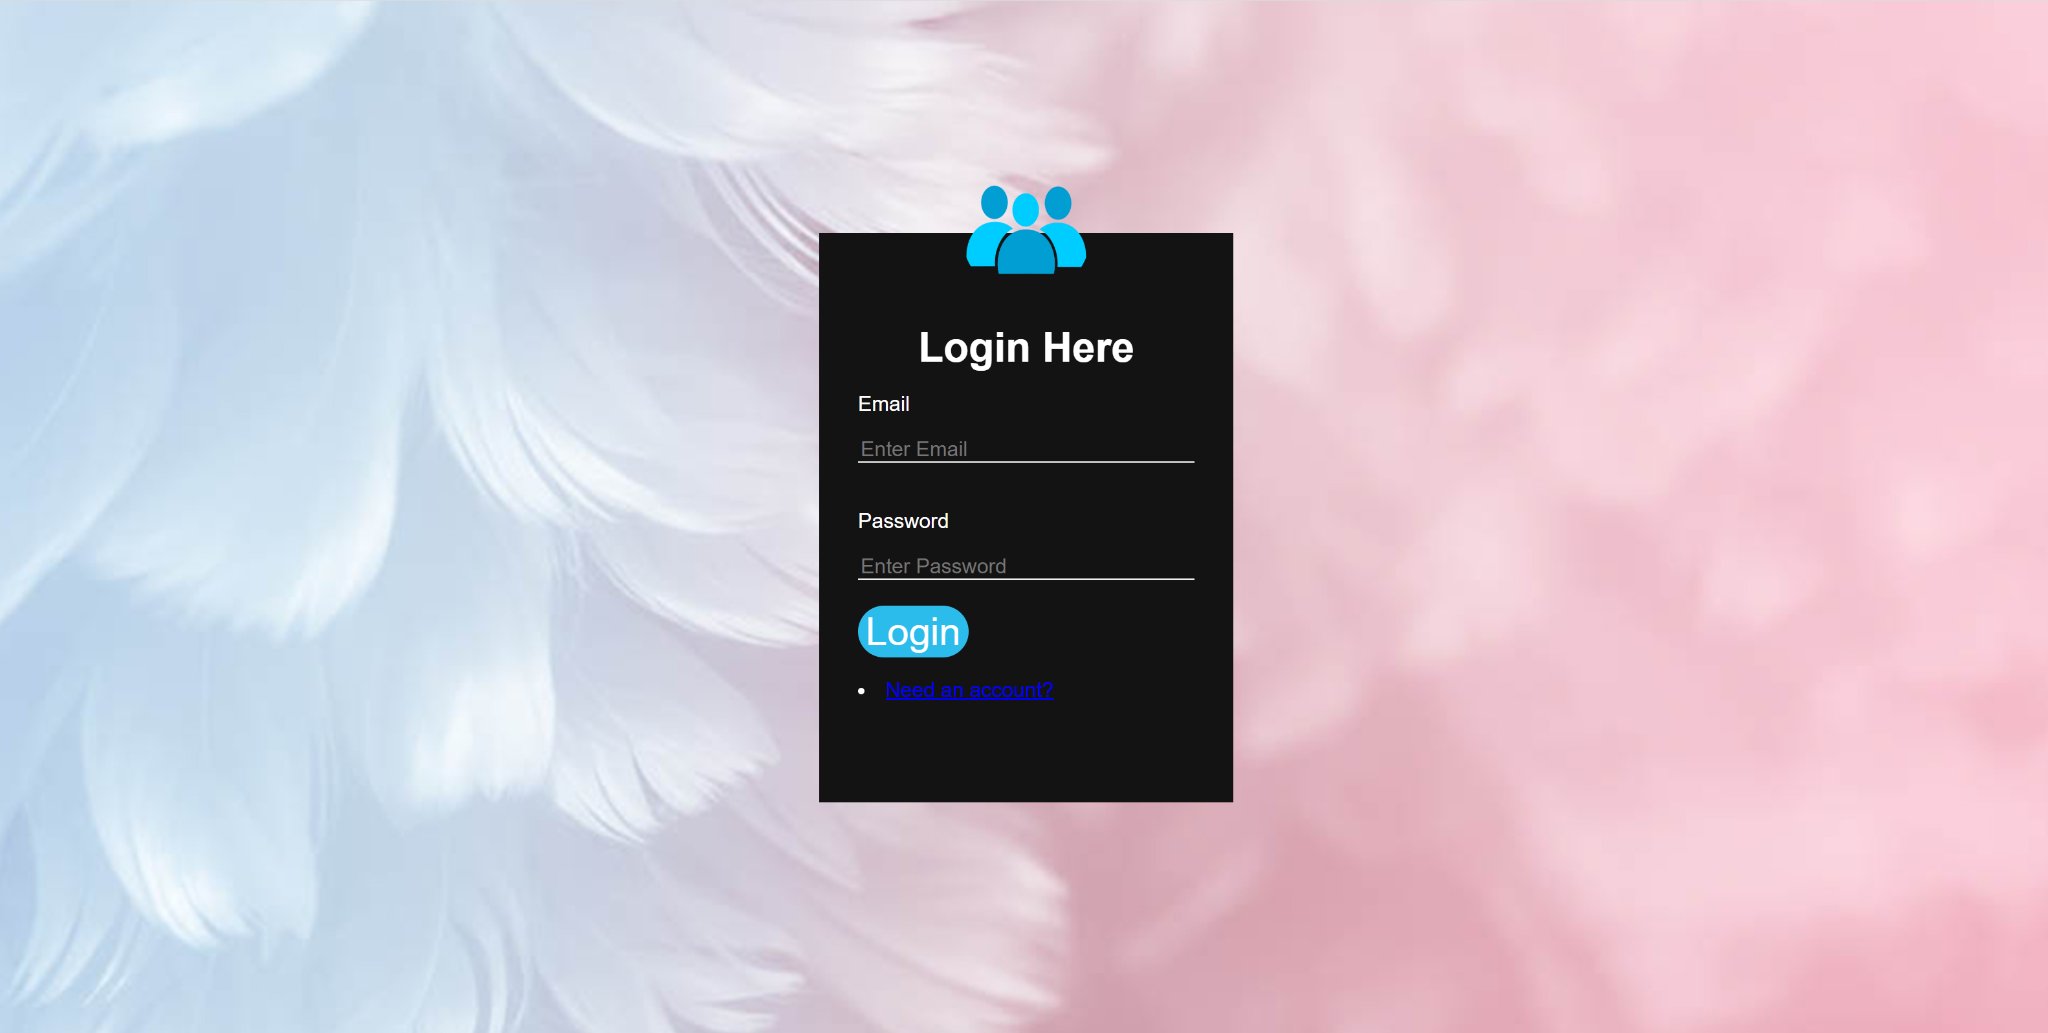 Login Here
Email
Enter Email
Password
Enter Password
Login
Need an account?